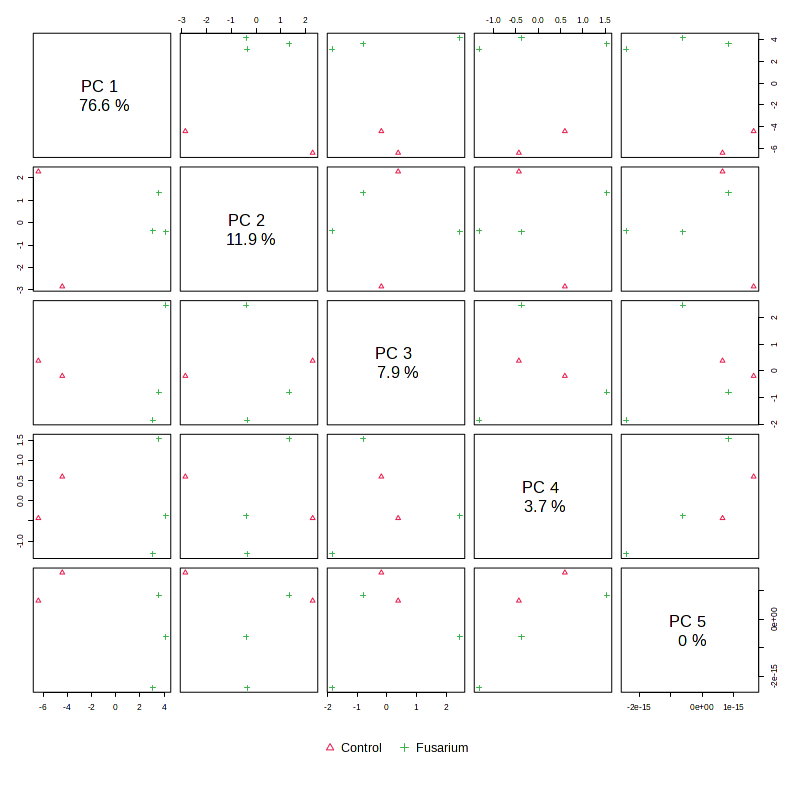 -3 -2 -1 0 1 2
-1.0 -0.5 0.0 0.5 1.0 1.5
PC 1
76.6 %
-6 -4 -2 0 2 4
-3 -2 -1 0 1 2
PC 2
11.9 %
PC 3
7.9 %
-2 -1 0 1 2
-1.0 0.0 0.5 1.0 1.5
PC 4
3.7 %
PC 5
0 %
-2e-15 0e+00
-6 -4 -2 0 2 4
-2 -1 0 1 2
-2e-15 0e+00 1e-15
Control Fusarium